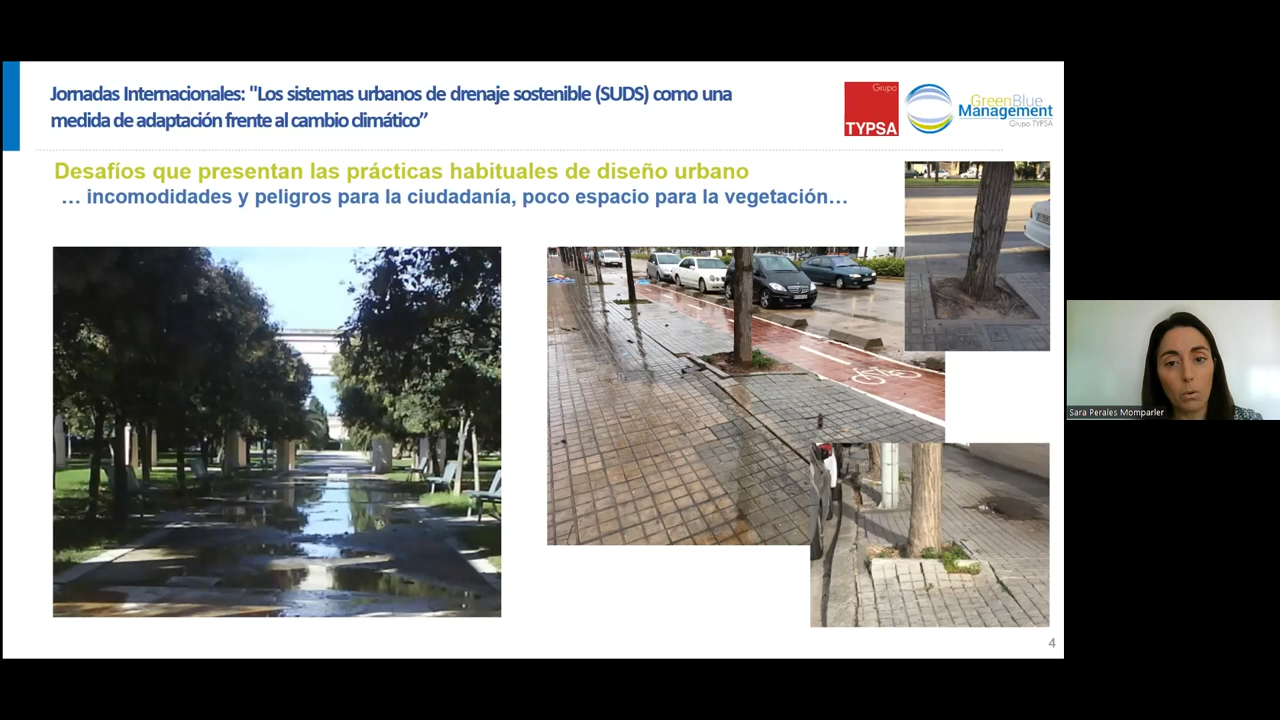 Jornadas Internacionales: "Los sistemas urbanos de drenaje sostenible (SUDS) como una
medida de adaptación frente al cambio climático”
Grupo
TYPSA
GreenBlue
Management
Grupo TYPSA
Desafíos que presentan las prácticas habituales de diseño urbano
… incomodidades y peligros para la ciudadanía, poco espacio para la vegetación…
Sara Perales Momparler
4